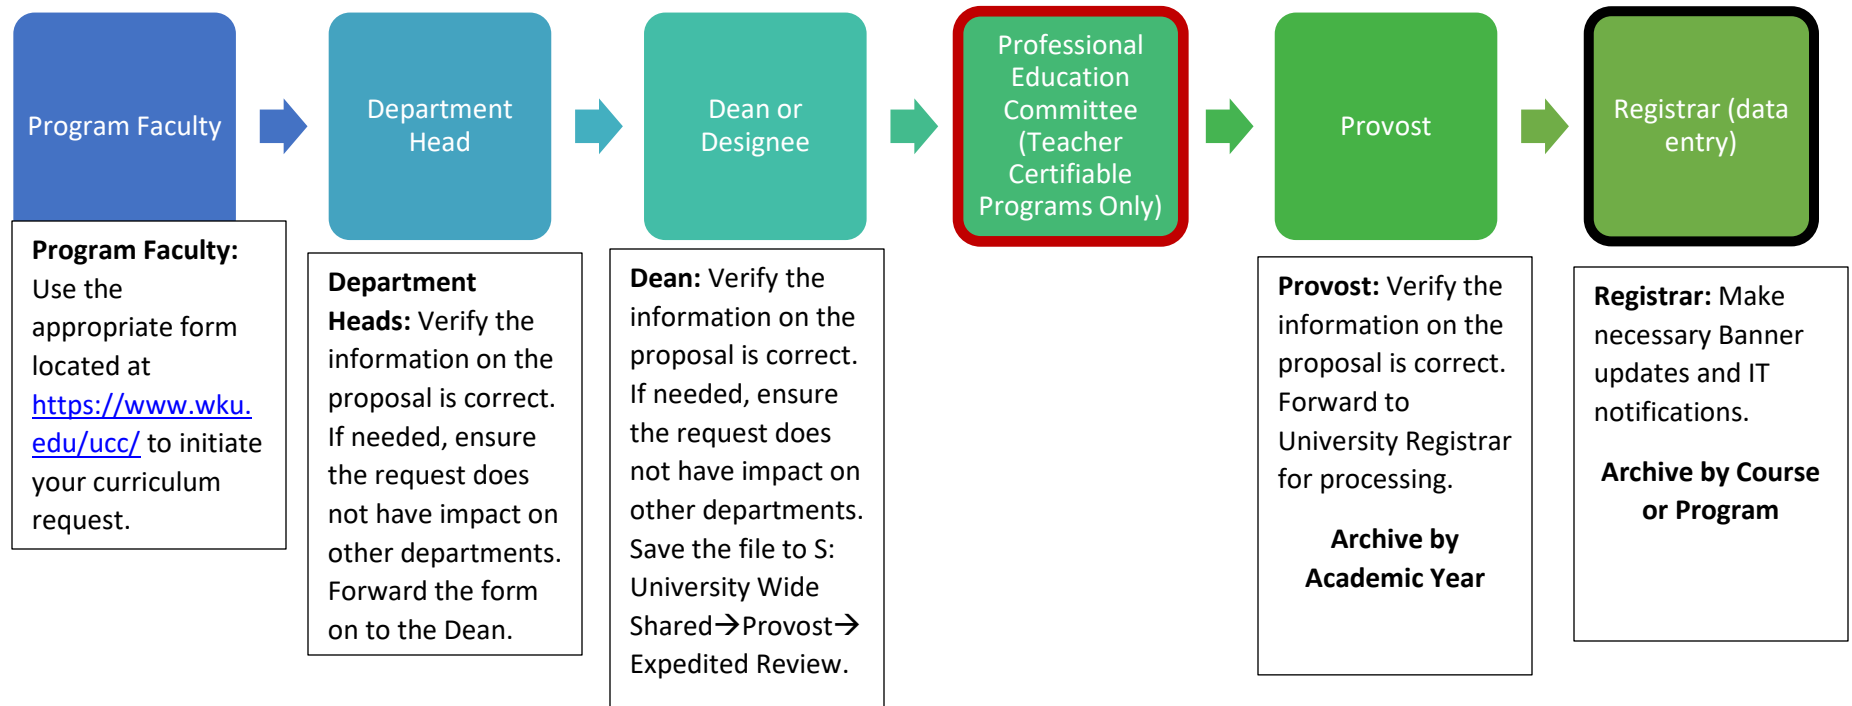 Program Faculty
Department
Head
Dean or
Designee
Professional
Education
Committee
(Teacher
Certifiable
Programs Only)
Provost
Registrar (data
entry)
Program Faculty:
Use the
appropriate form
located at
https://www.wku.
edu/ucc/ to initiate
your curriculum
request.
Department
Heads: Verify the
information on the
proposal is correct.
If needed, ensure
the request does
not have impact on
other departments.
Forward the form
on to the Dean.
Dean: Verify the
information on the
proposal is correct.
If needed, ensure
the request does
not have impact on
other departments.
Save the file to S:
University Wide
Shared→Provost→
Expedited Review.
Provost: Verify the
information on the
proposal is correct.
Forward to
University Registrar
for processing.
Archive by
Academic Year
Registrar: Make
necessary Banner
updates and IT
notifications.
Archive by Course
or Program